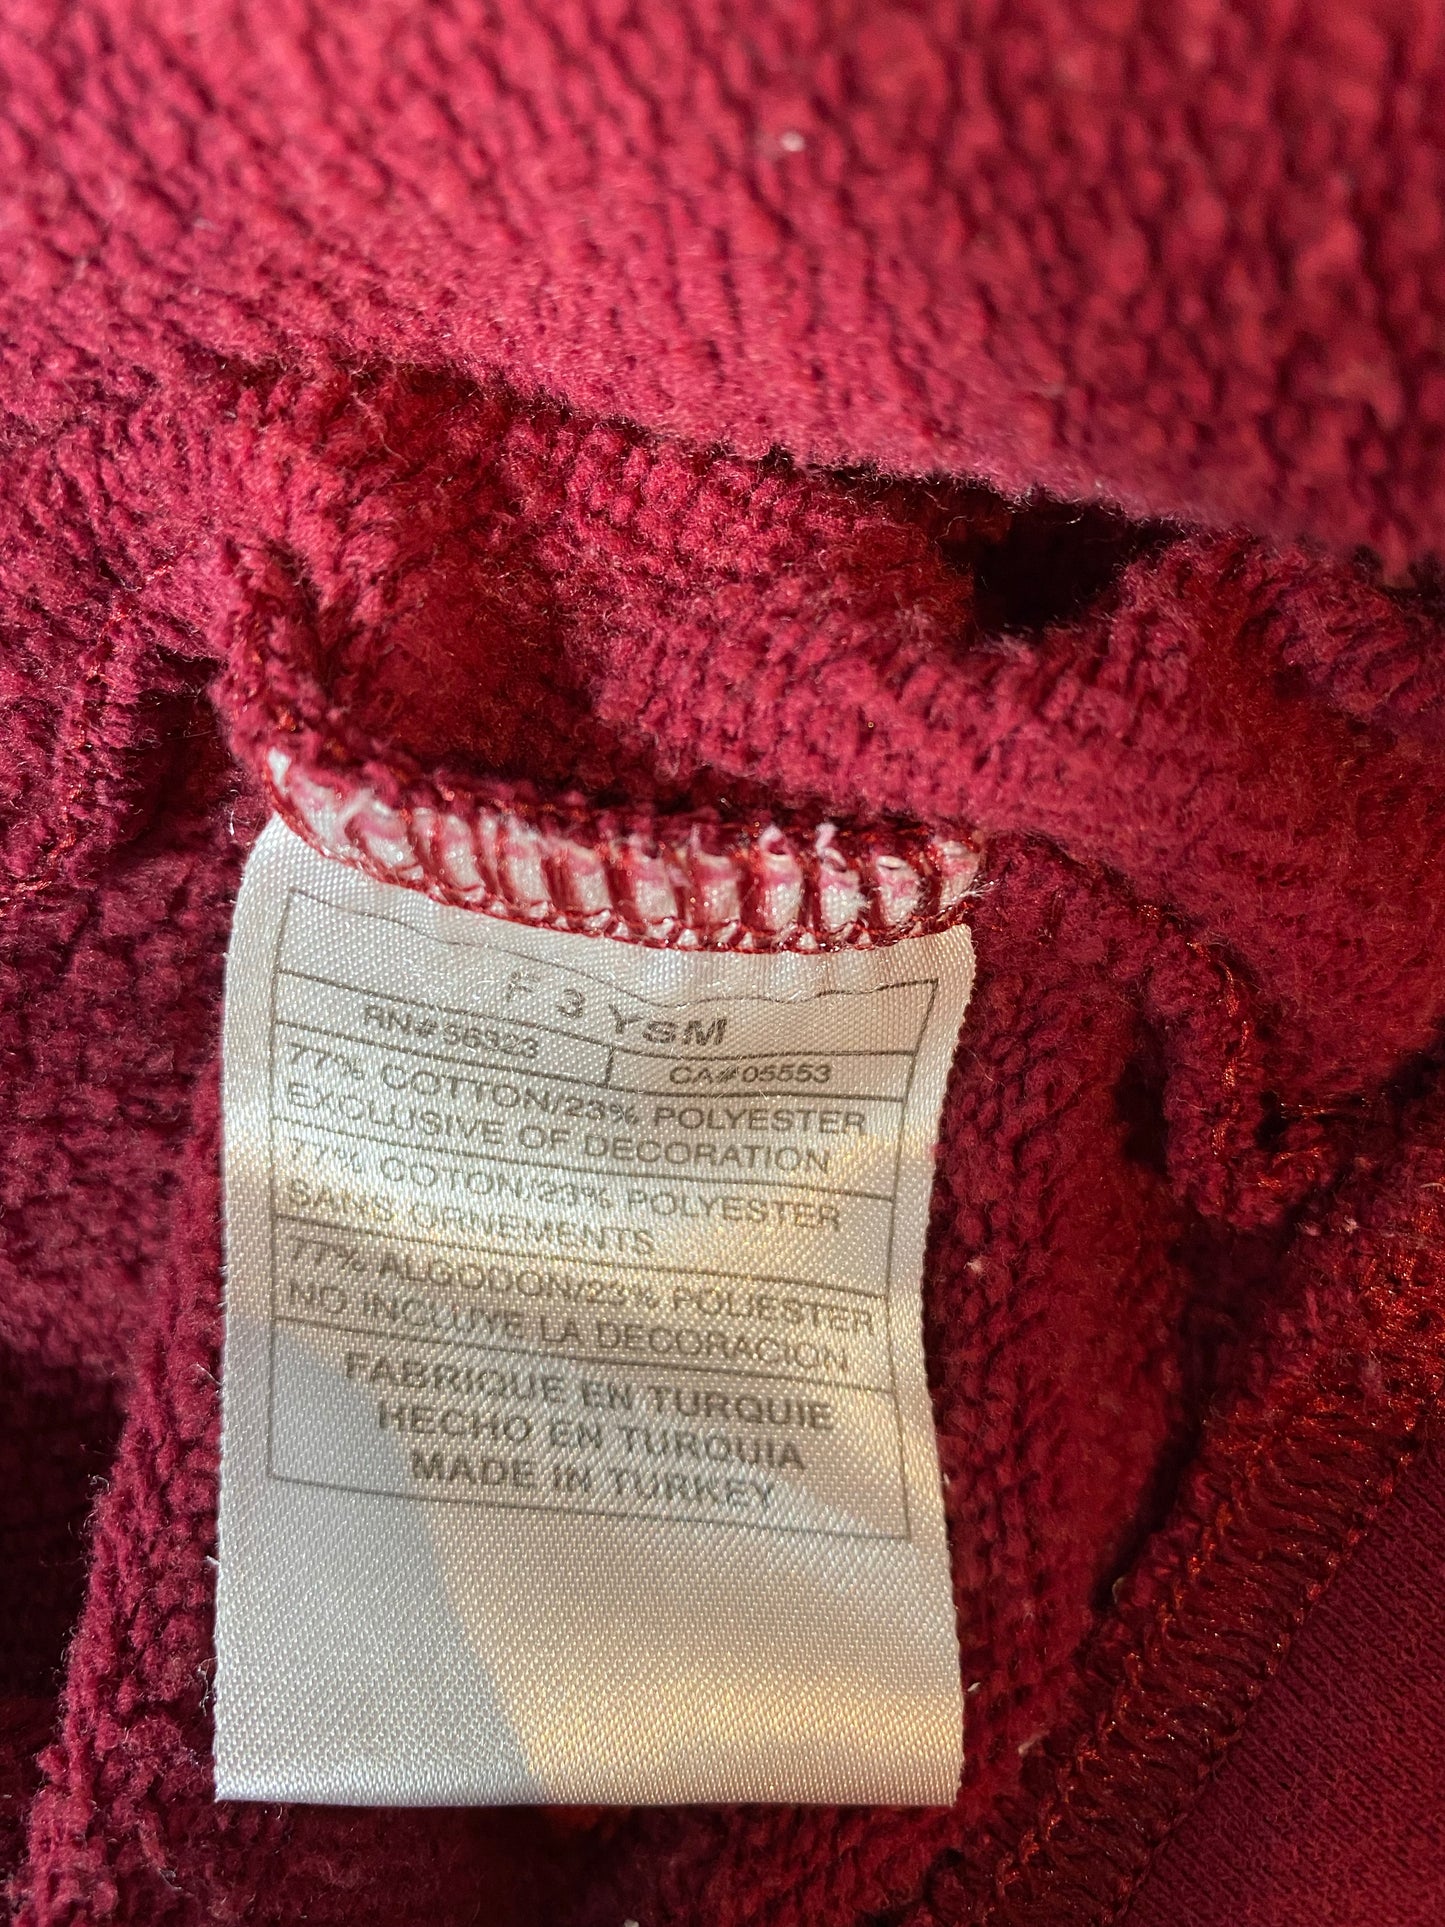 F 3 YSM
RN#56323 CA#05553
77% COTTON/23% POLYESTER
EXCLUSIVE OF DECORATION
77% COTON/23% POLYESTER
SANS ORNEMENTS
77% ALGODON/23% POLIESTER
NO INCLUYE LA DECORACION
FABRIQUE EN TURQUIE
HECHO EN TURQUIA
MADE IN TURKEY